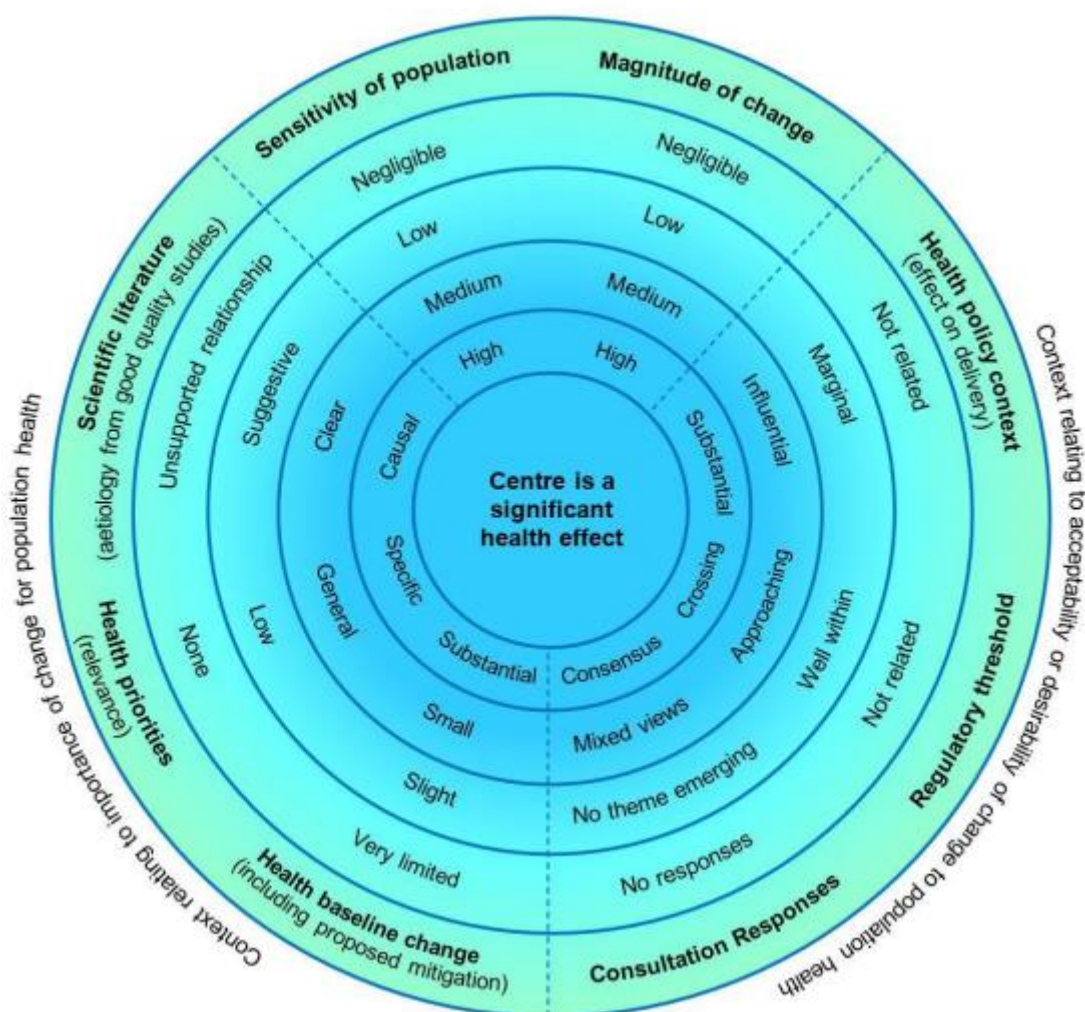 Sensitivity of population
Magnitude of change
Negligible
Negligible
Low
Low
Medium
Medium
High
High
Health policy context
(effect on delivery)
Not related
Marginal
Influential
Substantial
Regulatory threshold
Not related
Well within
Approaching
Crossing
Consultation Responses
No responses
No theme emerging
Mixed views
Consensus
Health baseline change
(including proposed mitigation)
Very limited
Slight
Small
Substantial
Health priorities
(relevance)
None
Low
General
Specific
Scientific literature
(aetiology from good quality studies)
Unsupported relationship
Suggestive
Clear
Causal
Centre is a
significant
health effect
Context relating to importance of change for population health
Context relating to acceptability or desirability of change to population health